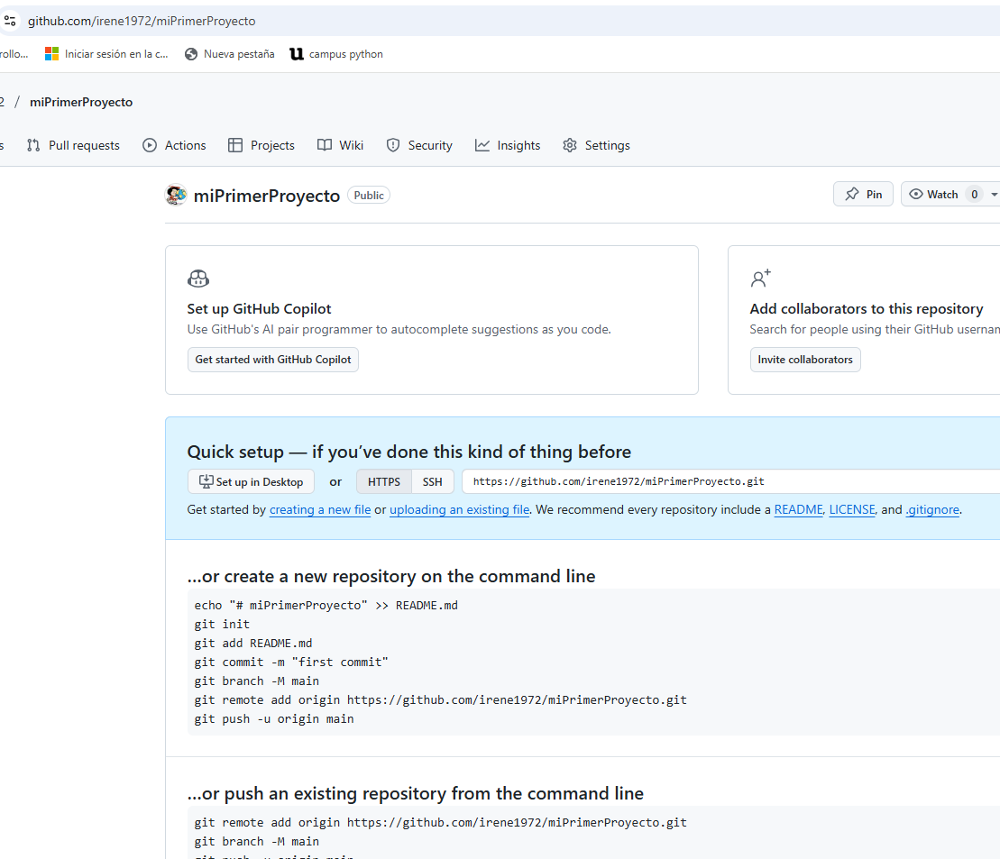 github.com/irene1972/miPrimerProyecto
rollo... Iniciar sesión en la c... Nueva pestaña campus python
2 / miPrimerProyecto
s Pull requests Actions Projects Wiki Security Insights Settings
miPrimerProyecto Public Pin Watch 0
Set up GitHub Copilot
Use GitHub's AI pair programmer to autocomplete suggestions as you code.
Get started with GitHub Copilot
Add collaborators to this repository
Search for people using their GitHub usernam
Invite collaborators
Quick setup — if you’ve done this kind of thing before
Set up in Desktop or HTTPS SSH https://github.com/irene1972/miPrimerProyecto.git
Get started by creating a new file or uploading an existing file. We recommend every repository include a README, LICENSE, and .gitignore.
…or create a new repository on the command line
echo "# miPrimerProyecto" >> README.md
git init
git add README.md
git commit -m "first commit"
git branch -M main
git remote add origin https://github.com/irene1972/miPrimerProyecto.git
git push -u origin main
…or push an existing repository from the command line
git remote add origin https://github.com/irene1972/miPrimerProyecto.git
git branch -M main
git push -u origin main